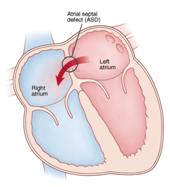 Atrial septal
defect (ASD)
Left
atrium
Right
atrium